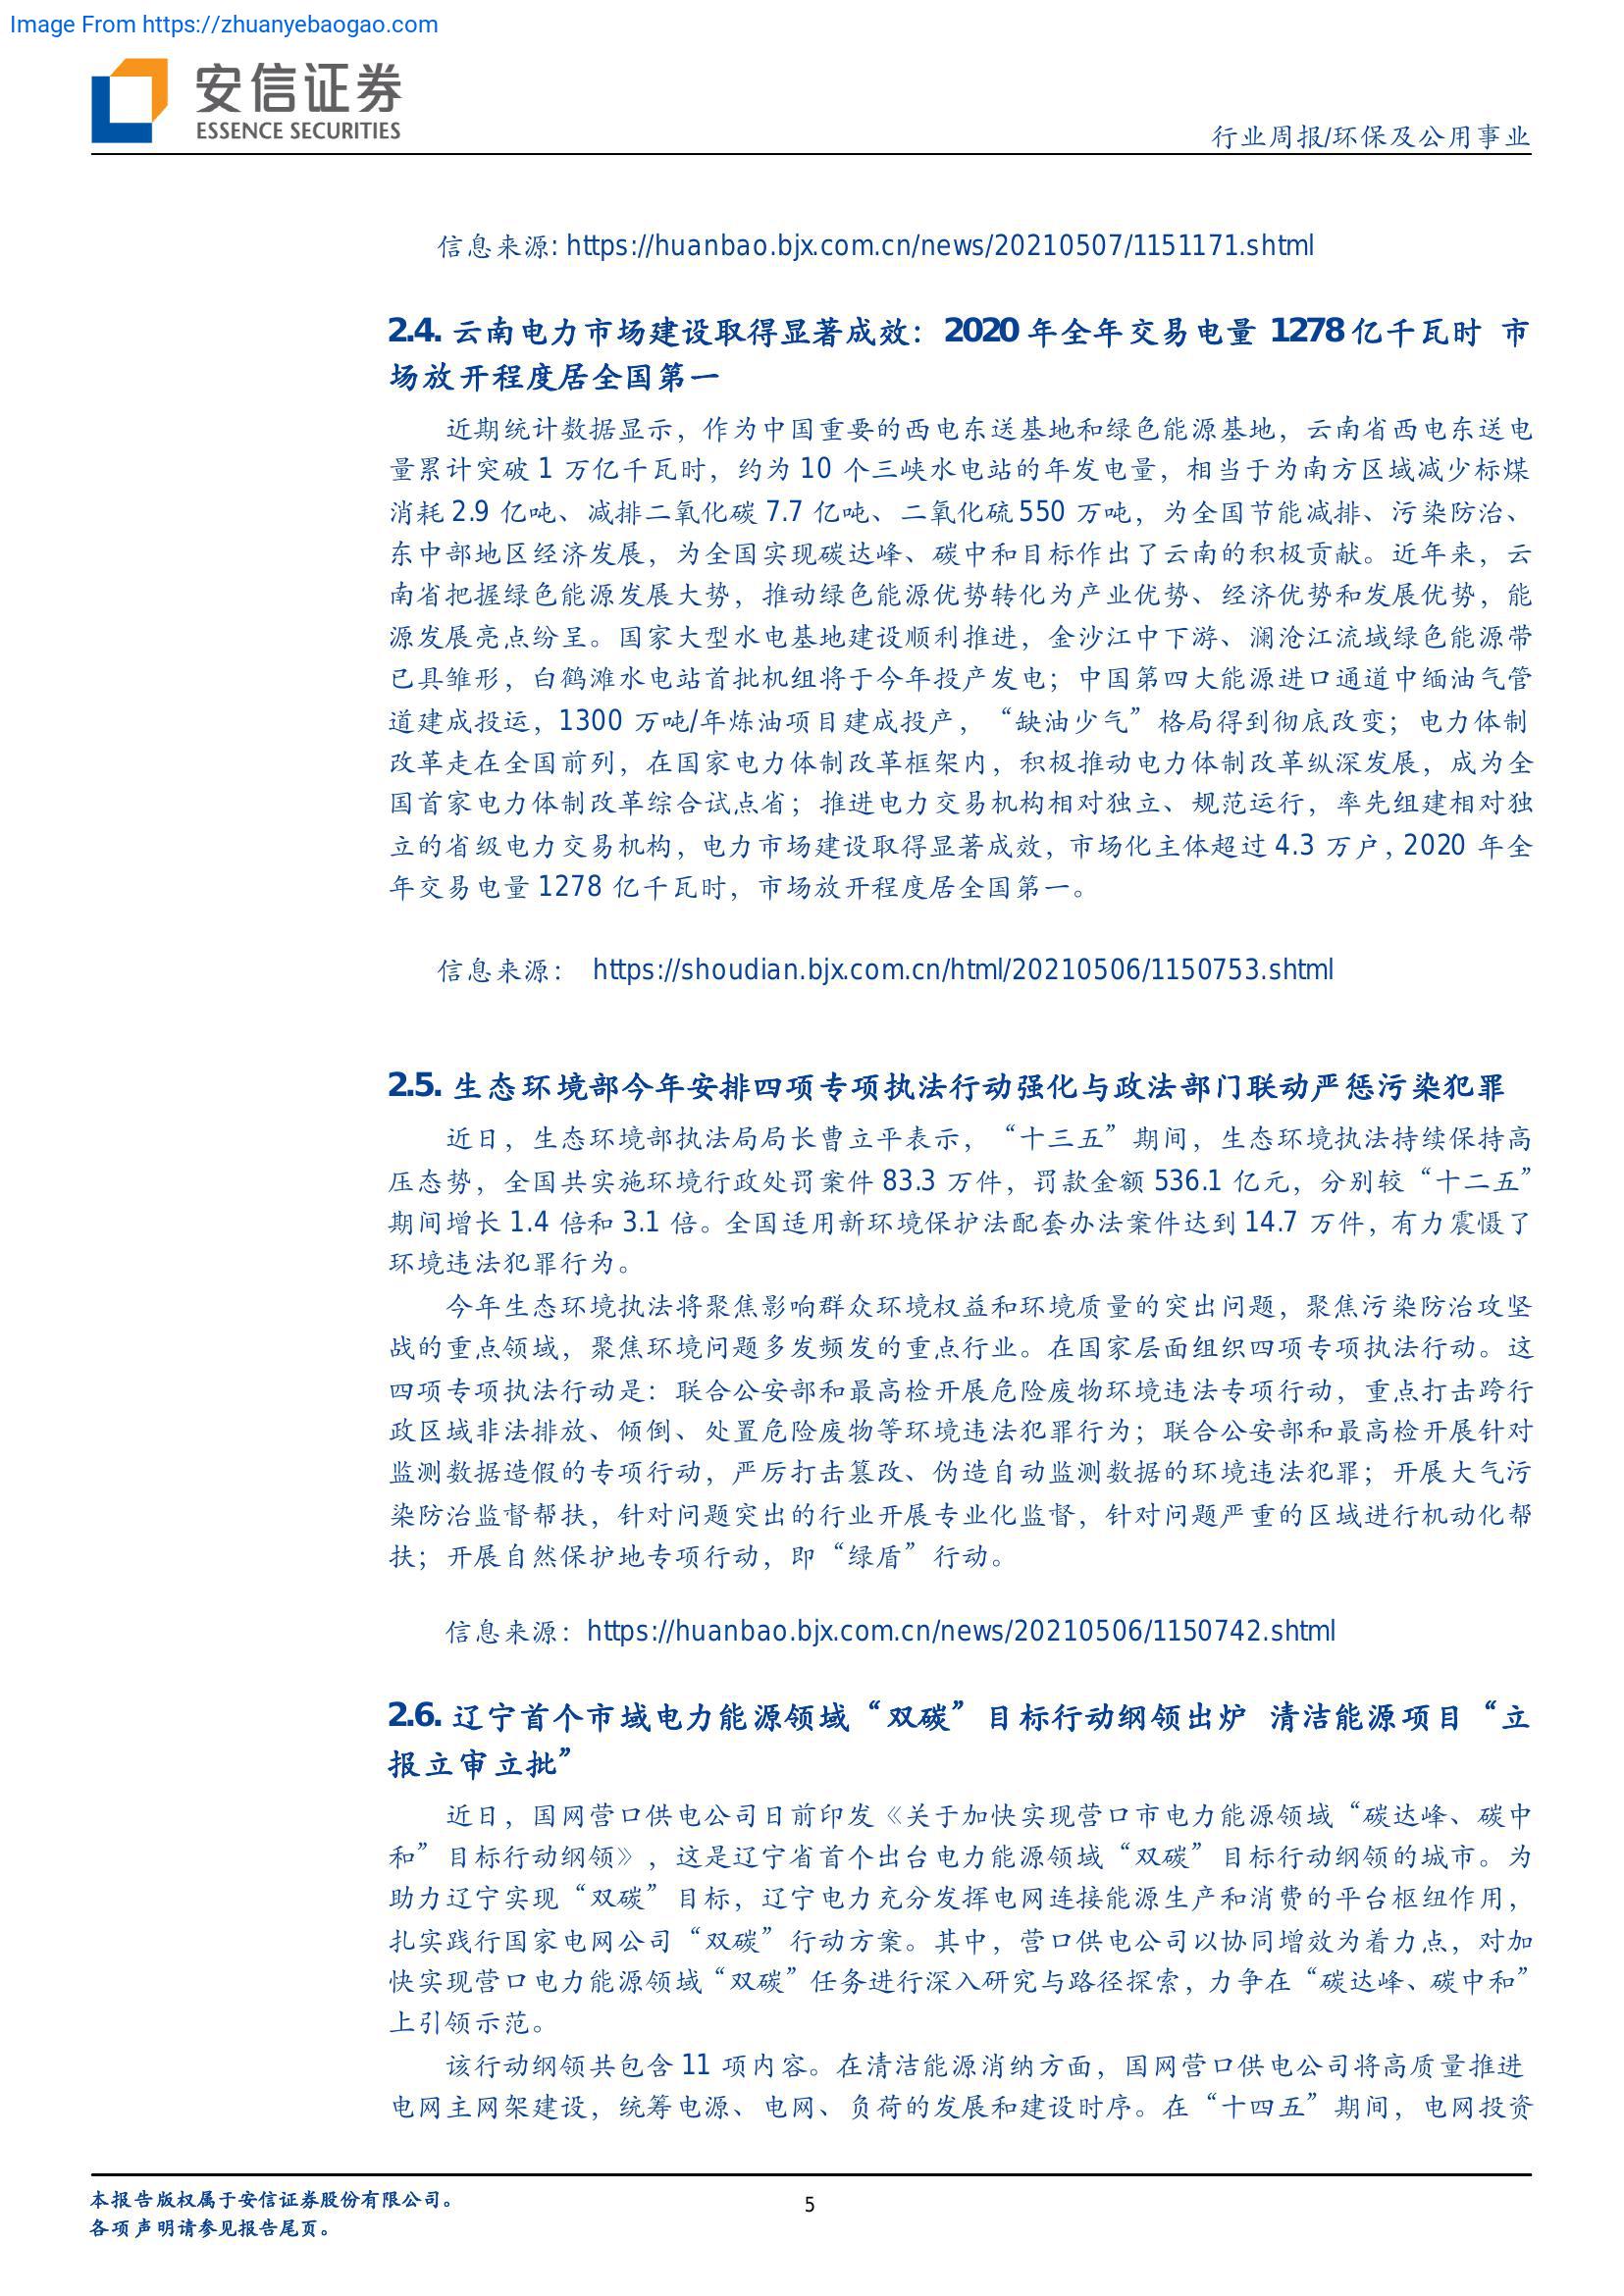 Image From https://zhuanyebaogao.com
安信证券
ESSENCE SECURITIES
行业周报/环保及公用事业
信息来源: https://huanbao.bjx.com.cn/news/20210507/1151171.shtml
2.4. 云南电力市场建设取得显著成效：2020 年全年交易电量 1278 亿千瓦时 市
场放开程度居全国第一
近期统计数据显示，作为中国重要的西电东送基地和绿色能源基地，云南省西电东送电
量累计突破 1 万亿千瓦时，约为 10 个三峡水电站的年发电量，相当于为南方区域减少标煤
消耗 2.9 亿吨、减排二氧化碳 7.7 亿吨、二氧化硫 550 万吨，为全国节能减排、污染防治、
东中部地区经济发展，为全国实现碳达峰、碳中和目标作出了云南的积极贡献。近年来，云
南省把握绿色能源发展大势，推动绿色能源优势转化为产业优势、经济优势和发展优势，能
源发展亮点纷呈。国家大型水电基地建设顺利推进，金沙江中下游、澜沧江流域绿色能源带
已具雏形，白鹤滩水电站首批机组将于今年投产发电；中国第四大能源进口通道中缅油气管
道建成投运，1300 万吨/年炼油项目建成投产，“缺油少气”格局得到彻底改变；电力体制
改革走在全国前列，在国家电力体制改革框架内，积极推动电力体制改革纵深发展，成为全
国首家电力体制改革综合试点省；推进电力交易机构相对独立、规范运行，率先组建相对独
立的省级电力交易机构，电力市场建设取得显著成效，市场化主体超过 4.3 万户，2020 年全
年交易电量 1278 亿千瓦时，市场放开程度居全国第一。
信息来源： https://shoudian.bjx.com.cn/html/20210506/1150753.shtml
2.5. 生态环境部今年安排四项专项执法行动强化与政法部门联动严惩污染犯罪
近日，生态环境部执法局局长曹立平表示，“十三五”期间，生态环境执法持续保持高
压态势，全国共实施环境行政处罚案件 83.3 万件，罚款金额 536.1 亿元，分别较“十二五”
期间增长 1.4 倍和 3.1 倍。全国适用新环境保护法配套办法案件达到 14.7 万件，有力震慑了
环境违法犯罪行为。
今年生态环境执法将聚焦影响群众环境权益和环境质量的突出问题，聚焦污染防治攻坚
战的重点领域，聚焦环境问题多发频发的重点行业。在国家层面组织四项专项执法行动。这
四项专项执法行动是：联合公安部和最高检开展危险废物环境违法专项行动，重点打击跨行
政区域非法排放、倾倒、处置危险废物等环境违法犯罪行为；联合公安部和最高检开展针对
监测数据造假的专项行动，严厉打击篡改、伪造自动监测数据的环境违法犯罪；开展大气污
染防治监督帮扶，针对问题突出的行业开展专业化监督，针对问题严重的区域进行机动化帮
扶；开展自然保护地专项行动，即“绿盾”行动。
信息来源：https://huanbao.bjx.com.cn/news/20210506/1150742.shtml
2.6. 辽宁首个市域电力能源领域“双碳”目标行动纲领出炉 清洁能源项目“立
报立审立批”
近日，国网营口供电公司日前印发《关于加快实现营口市电力能源领域“碳达峰、碳中
和”目标行动纲领》，这是辽宁省首个出台电力能源领域“双碳”目标行动纲领的城市。为
助力辽宁实现“双碳”目标，辽宁电力充分发挥电网连接能源生产和消费的平台枢纽作用，
扎实践行国家电网公司“双碳”行动方案。其中，营口供电公司以协同增效为着力点，对加
快实现营口电力能源领域“双碳”任务进行深入研究与路径探索，力争在“碳达峰、碳中和”
上引领示范。
该行动纲领共包含 11 项内容。在清洁能源消纳方面，国网营口供电公司将高质量推进
电网主网架建设，统筹电源、电网、负荷的发展和建设时序。在“十四五”期间，电网投资
本报告版权属于安信证券股份有限公司。
各项声明请参见报告尾页。
5